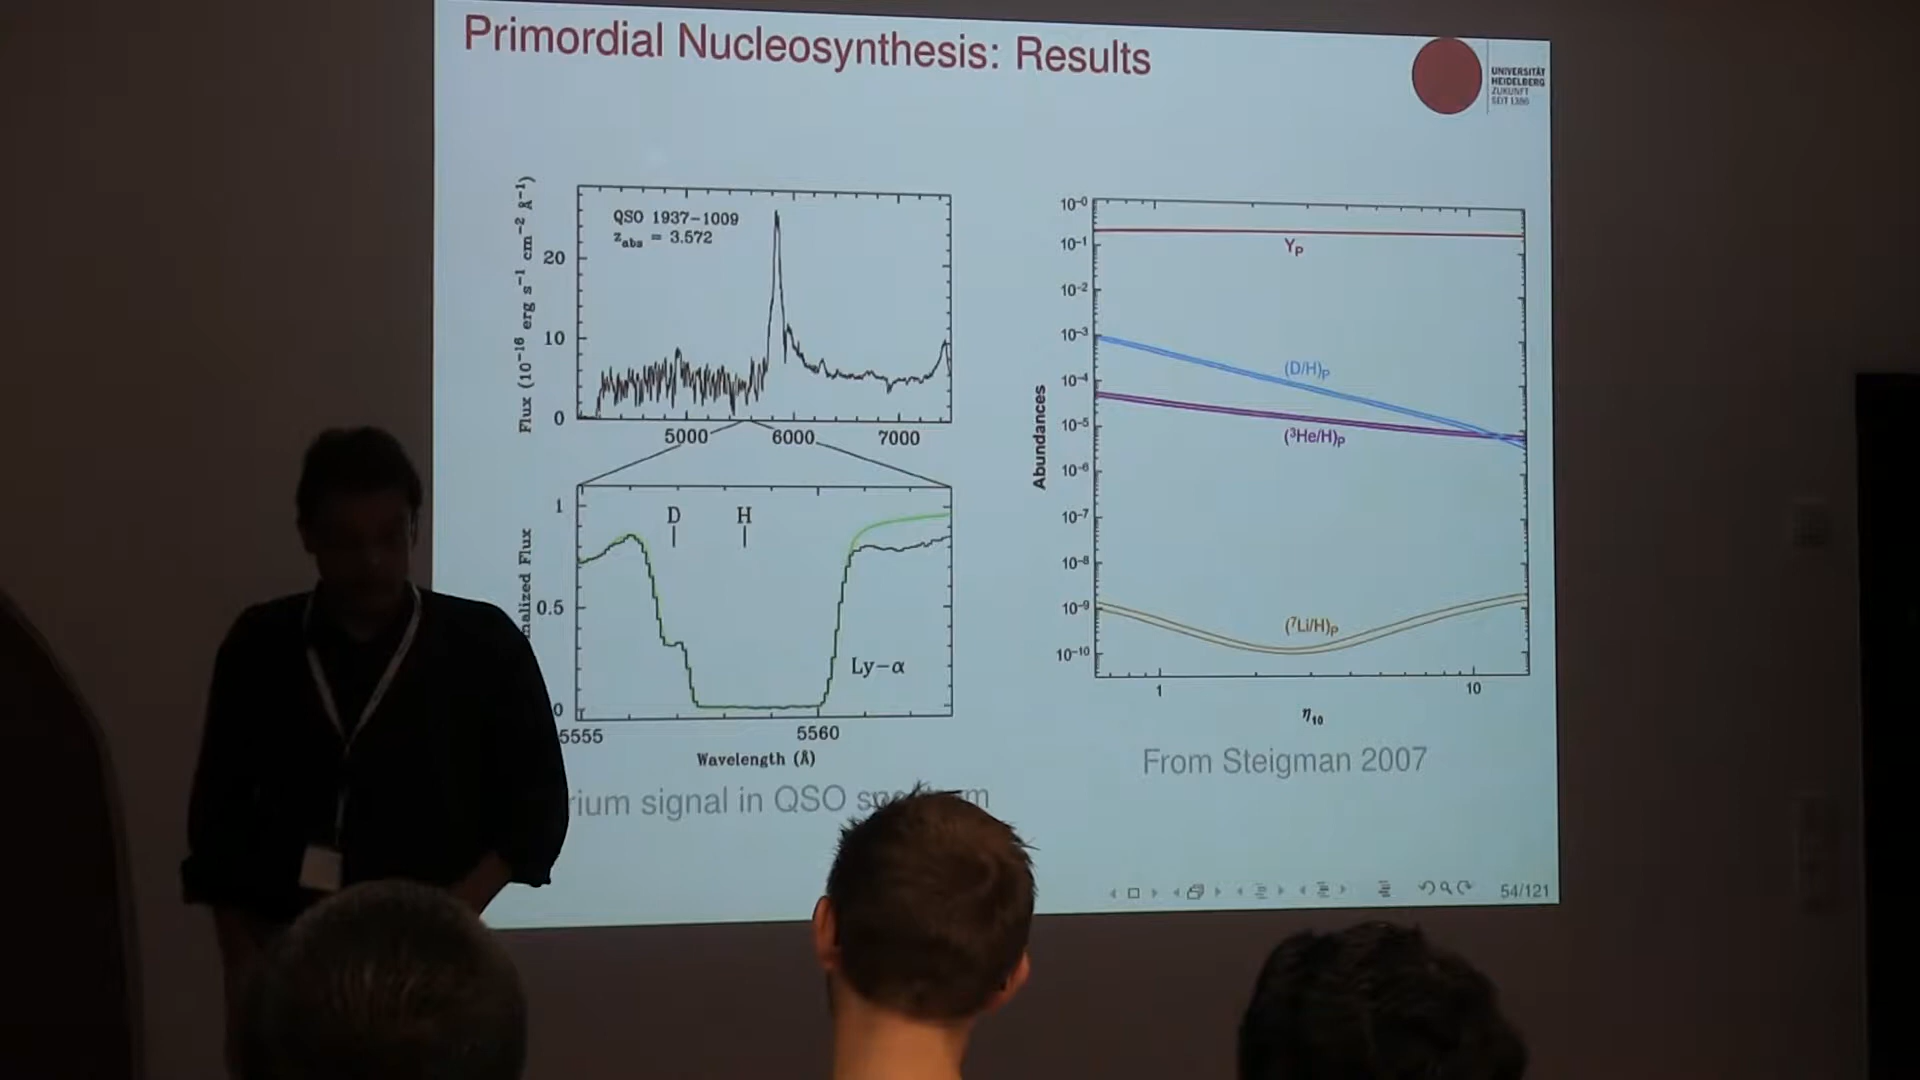 Primordial Nucleosynthesis: Results
UNIVERSITÄT
HEIDELBERG
ZUKUNFT
SEIT 1386
Flux (10⁻¹⁶ erg s⁻¹ cm⁻² Å⁻¹)
QSO 1937-1009
z_abs = 3.572
20
10
0
5000 6000 7000
1
0.5
0
D H
Ly-α
5555 5560
Flux
Wavelength (Å)
signal in QSO
Abundances
10⁻⁰
10⁻¹
10⁻²
10⁻³
10⁻⁴
10⁻⁵
10⁻⁶
10⁻⁷
10⁻⁸
10⁻⁹
10⁻¹⁰
Y_P
(D/H)_P
(³He/H)_P
(⁷Li/H)_P
1 10
η₁₀
From Steigman 2007
54/121